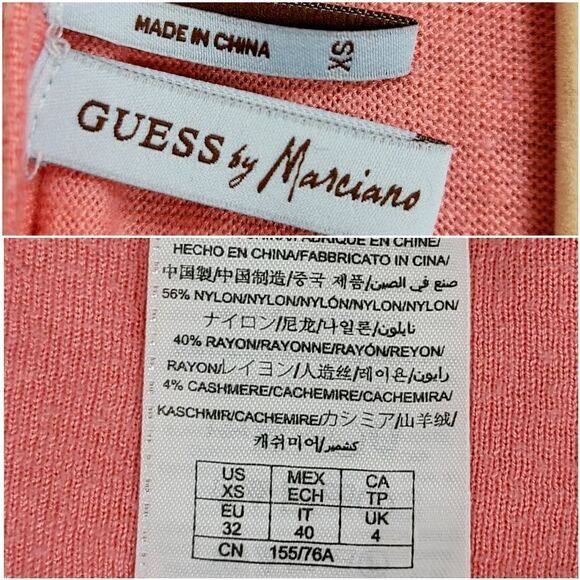 MADE IN CHINA
XS
GUESS by Marciano
CHINA/FABRIQUÉ EN CHINE/
HECHO EN CHINA/FABBRICATO IN CINA/
中国製/中国制造/중국 제품/صنع في الصين/
56% NYLON/NYLON/NYLÓN/NYLON/NYLON/
ナイロン/尼龙/나일론/نايلون/
40% RAYON/RAYONNE/RAYÓN/REYON/
RAYON/レイヨン/人造丝/레이온/رايون/
4% CASHMERE/CACHEMIRE/CACHEMIRA/
KASCHMIR/CACHEMIRE/カシミア/山羊绒/
캐쉬미어/كشمير/
US MEX CA
XS ECH TP
EU IT UK
32 40 4
CN 155/76A